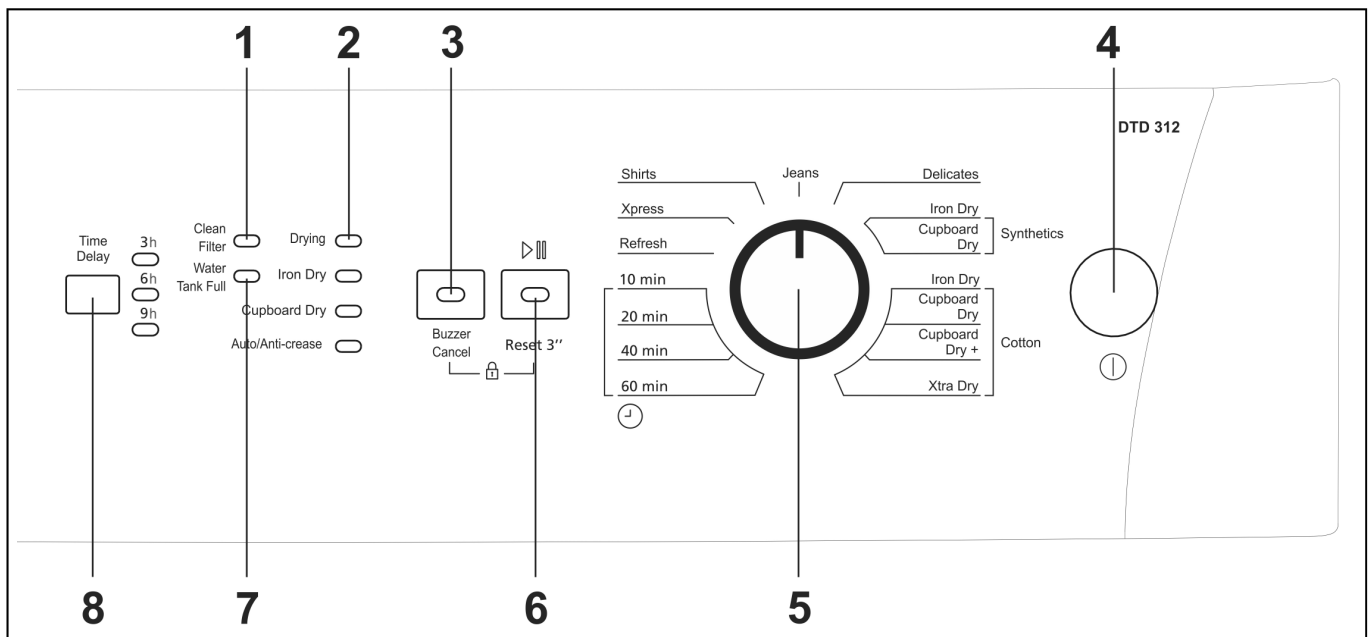 1 2 3 4
DTD 312
Time
Delay
3h
6h
9h
Clean
Filter
Water
Tank Full
Drying
Iron Dry
Cupboard Dry
Auto/Anti-crease
Buzzer
Cancel
Reset 3’’
Shirts
Xpress
Refresh
10 min
20 min
40 min
60 min
Jeans
Delicates
Iron Dry
Cupboard
Dry
Synthetics
Iron Dry
Cupboard
Dry
Cupboard
Dry +
Xtra Dry
Cotton
8 7 6 5